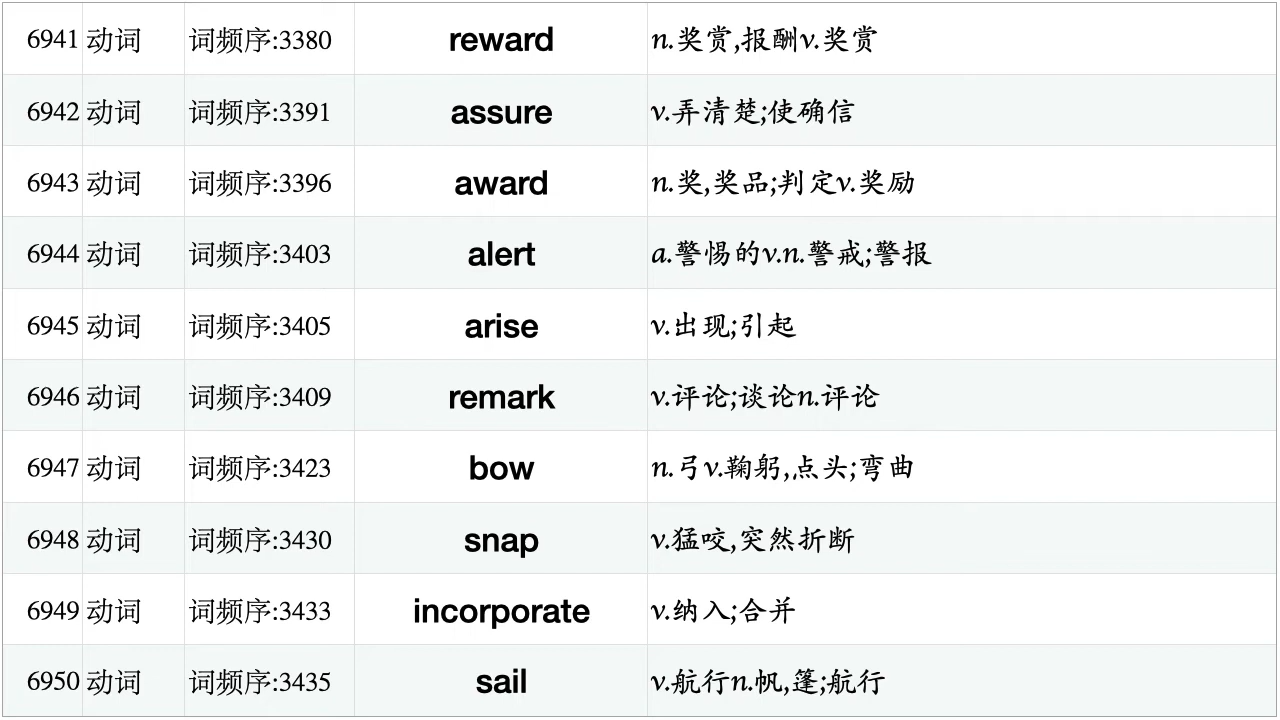 6941 动词 词频序:3380 reward n.奖赏,报酬v.奖赏
6942 动词 词频序:3391 assure v.弄清楚;使确信
6943 动词 词频序:3396 award n.奖,奖品;判定v.奖励
6944 动词 词频序:3403 alert a.警惕的v.n.警戒;警报
6945 动词 词频序:3405 arise v.出现;引起
6946 动词 词频序:3409 remark v.评论;谈论n.评论
6947 动词 词频序:3423 bow n.弓v.鞠躬,点头;弯曲
6948 动词 词频序:3430 snap v.猛咬,突然折断
6949 动词 词频序:3433 incorporate v.纳入;合并
6950 动词 词频序:3435 sail v.航行n.帆,篷;航行